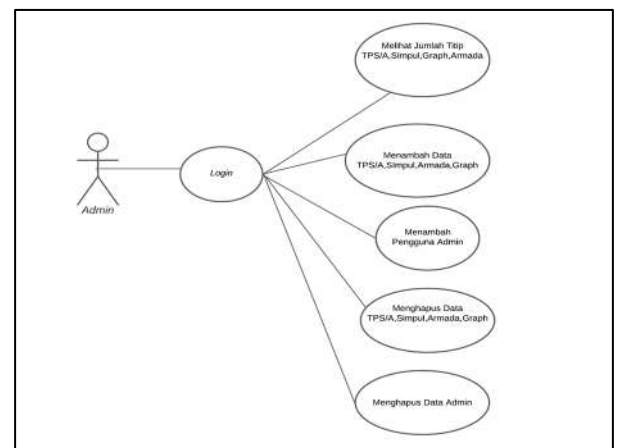 Melihat Jumlah Titip
TPS/A,Simpul,Graph,Armada
Menambah Data
TPS/A,Simpul,Armada,Graph
Login
Admin
Menambah
Pengguna Admin
Menghapus Data
TPS/A,Simpul,Armada,Graph
Menghapus Data Admin